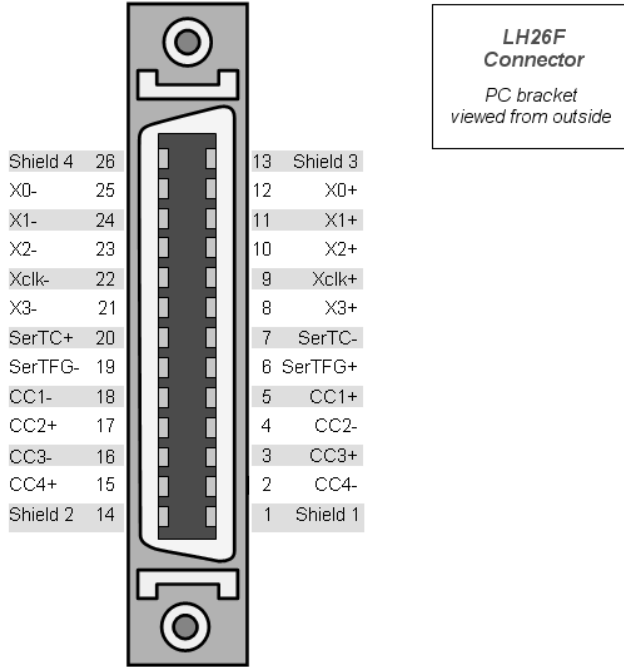 LH26F
Connector
PC bracket
viewed from outside
Shield 4 26 13 Shield 3
X0- 25 12 X0+
X1- 24 11 X1+
X2- 23 10 X2+
Xclk- 22 9 Xclk+
X3- 21 8 X3+
SerTC+ 20 7 SerTC-
SerTFG- 19 6 SerTFG+
CC1- 18 5 CC1+
CC2+ 17 4 CC2-
CC3- 16 3 CC3+
CC4+ 15 2 CC4-
Shield 2 14 1 Shield 1